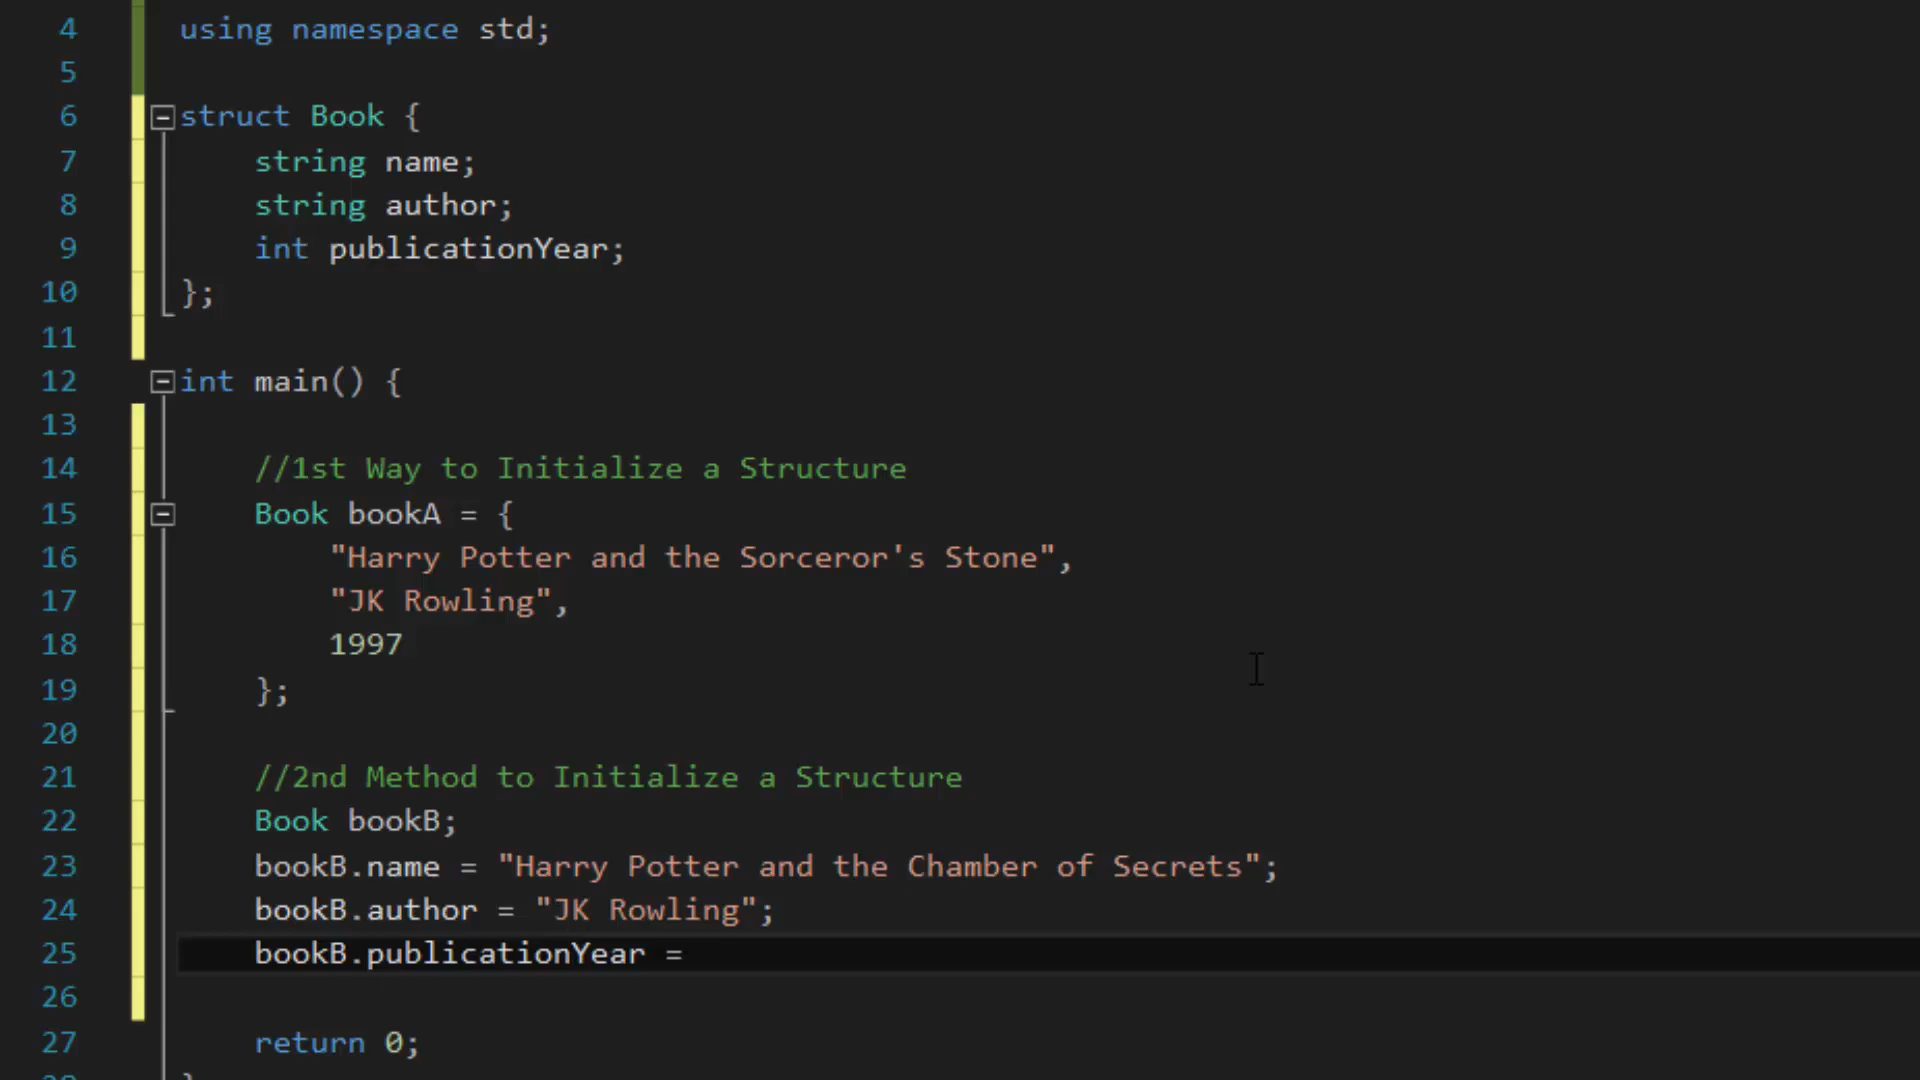 4 using namespace std;
5
6 struct Book {
7 string name;
8 string author;
9 int publicationYear;
10 };
11
12 int main() {
13
14 //1st Way to Initialize a Structure
15 Book bookA = {
16 "Harry Potter and the Sorceror's Stone",
17 "JK Rowling",
18 1997
19 };
20
21 //2nd Method to Initialize a Structure
22 Book bookB;
23 bookB.name = "Harry Potter and the Chamber of Secrets";
24 bookB.author = "JK Rowling";
25 bookB.publicationYear =
26
27 return 0;